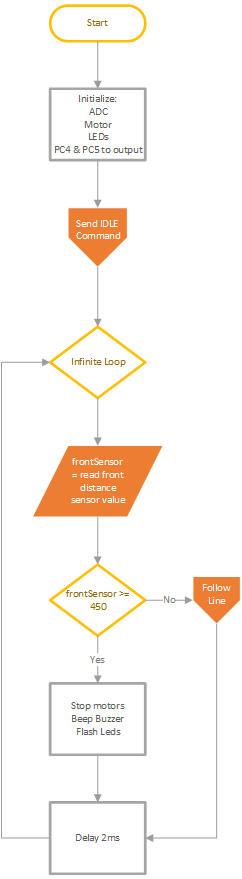 Start
Initialize:
ADC
Motor
LEDs
PC4 & PC5 to output
Send IDLE
Command
Infinite Loop
frontSensor
= read front
distance
sensor value
frontSensor >=
450
No
Follow
Line
Yes
Stop motors
Beep Buzzer
Flash Leds
Delay 2ms